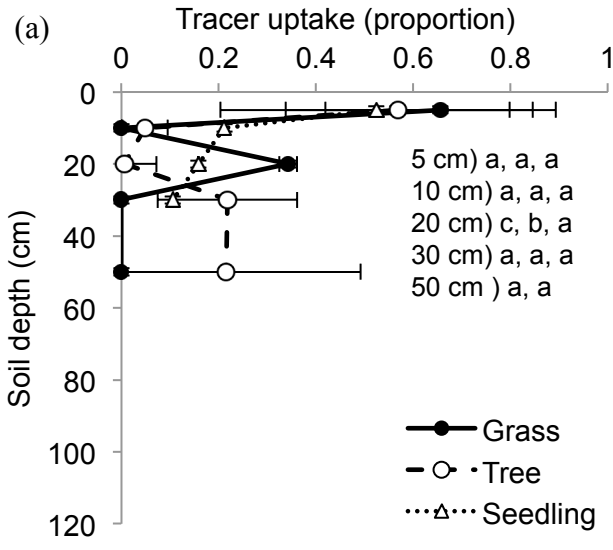 (a)
Tracer uptake (proportion)
0 0.2 0.4 0.6 0.8 1
0
20
40
60
80
100
120
Soil depth (cm)
5 cm) a, a, a
10 cm) a, a, a
20 cm) c, b, a
30 cm) a, a, a
50 cm ) a, a
Grass
Tree
Seedling